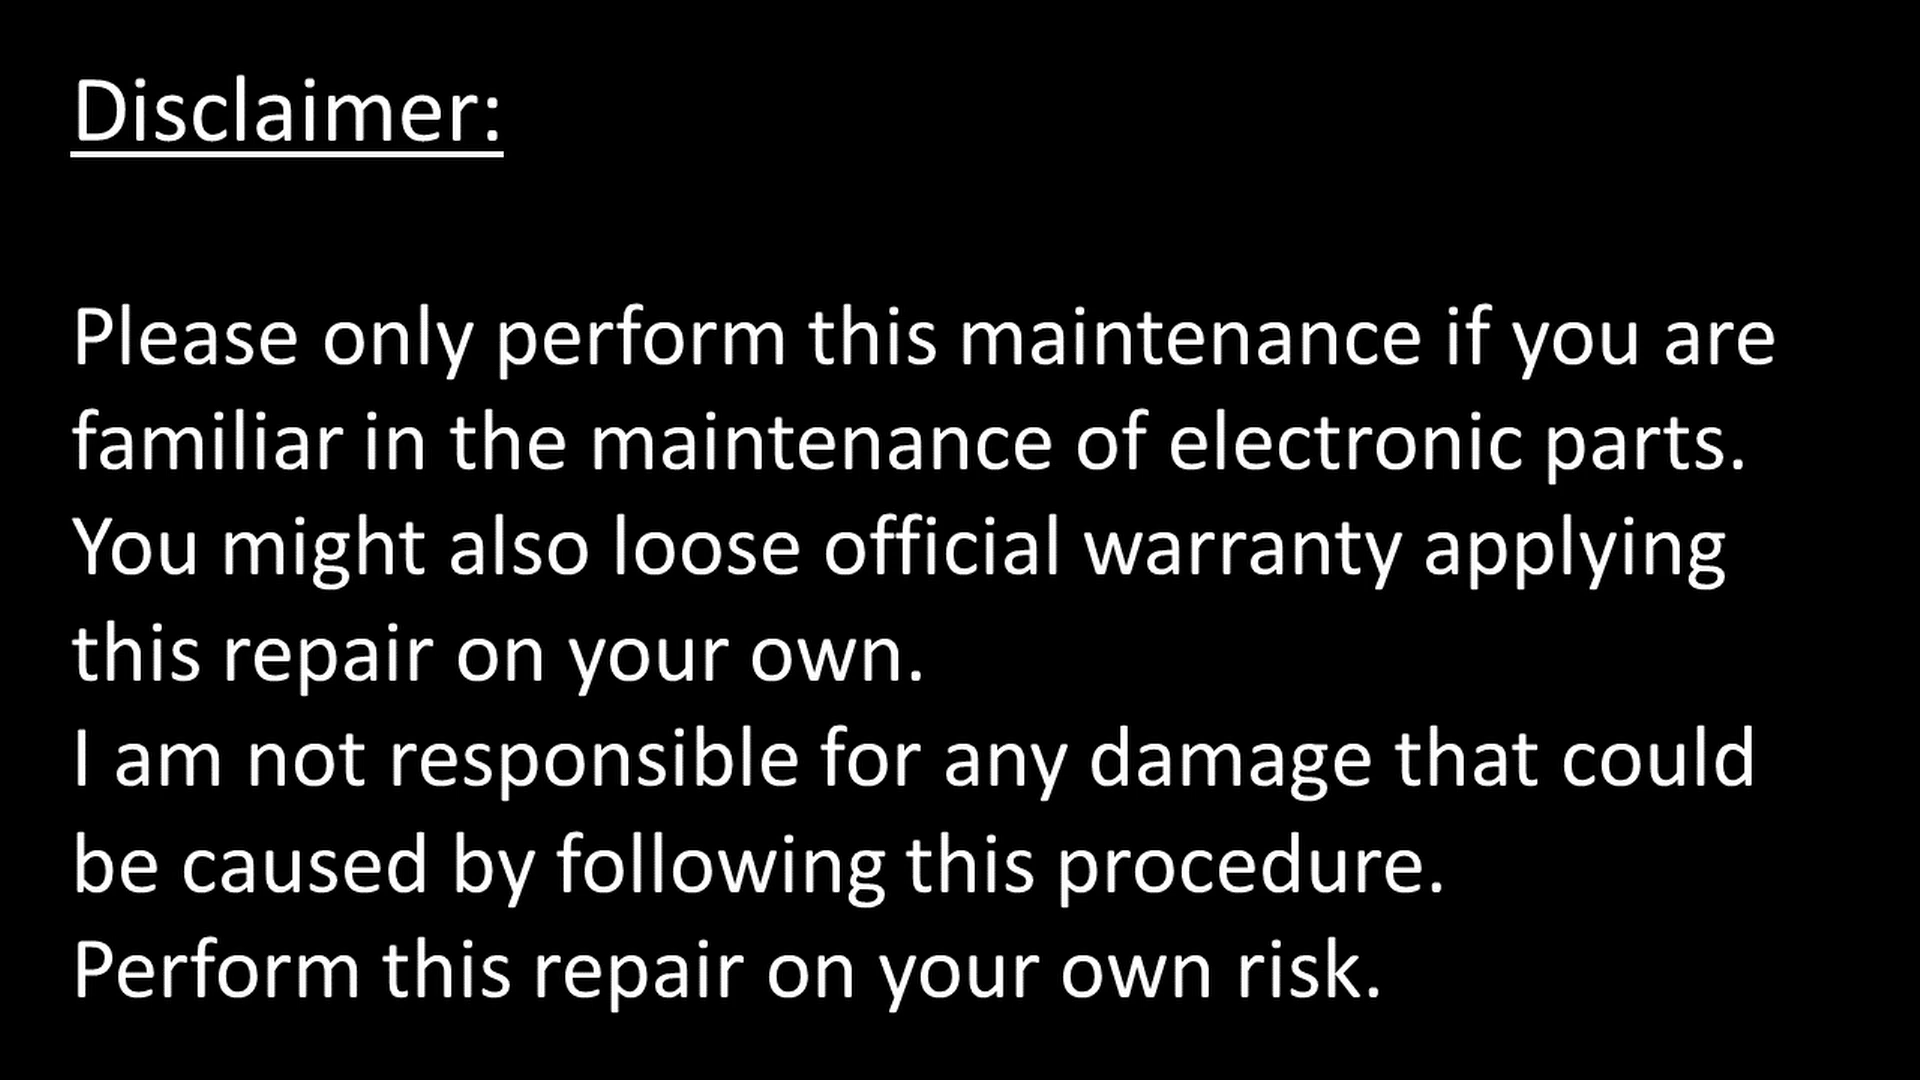 Disclaimer:
Please only perform this maintenance if you are
familiar in the maintenance of electronic parts.
You might also loose official warranty applying
this repair on your own.
I am not responsible for any damage that could
be caused by following this procedure.
Perform this repair on your own risk.